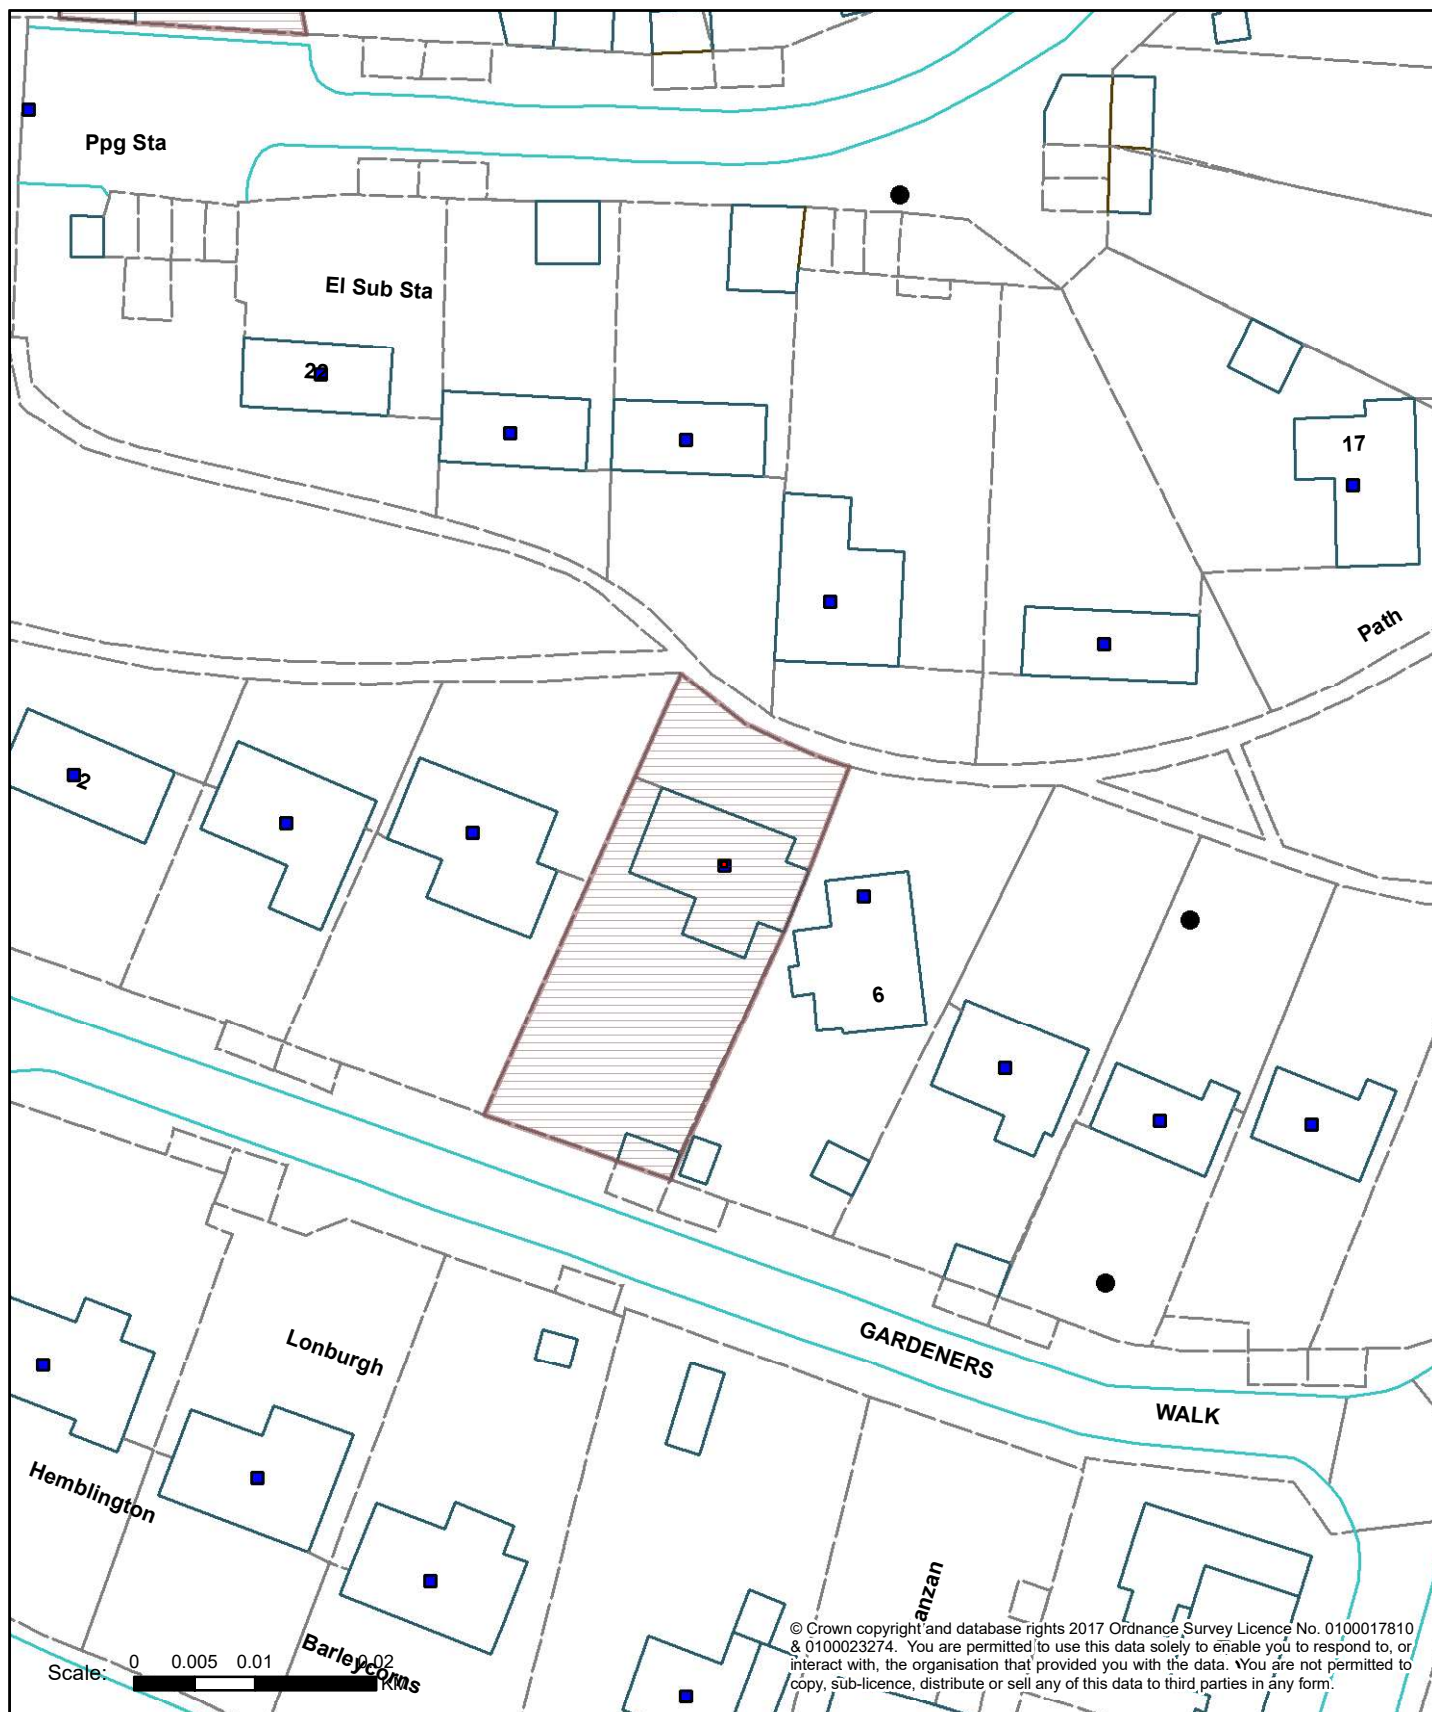 Ppg Sta
El Sub Sta
22
17
Path
2
6
GARDENERS
WALK
Lonburgh
Hemblington
Barleycorns
anzan
Scale:
0 0.005 0.01 0.02
KM
© Crown copyright and database rights 2017 Ordnance Survey Licence No. 0100017810
& 0100023274. You are permitted to use this data solely to enable you to respond to, or
interact with, the organisation that provided you with the data. You are not permitted to
copy, sub-licence, distribute or sell any of this data to third parties in any form.